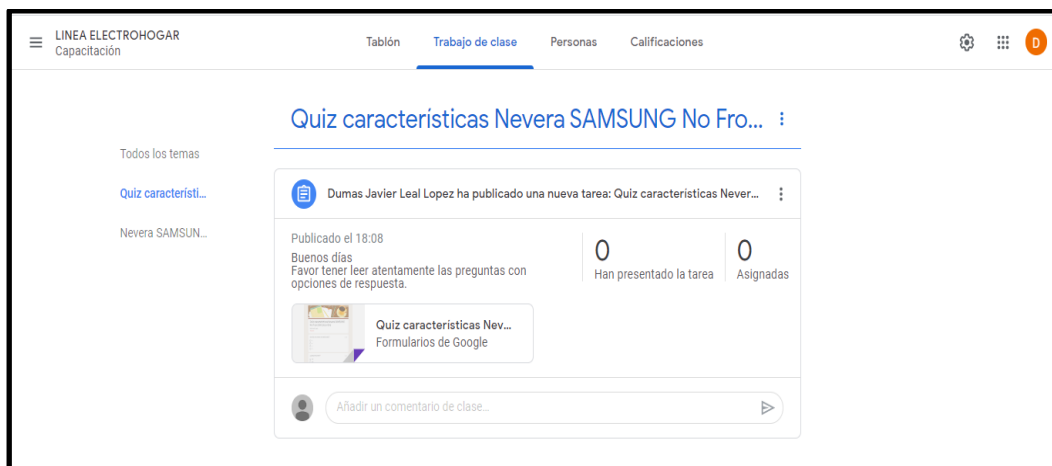 LINEA ELECTROHOGAR
Capacitación
Tablón
Trabajo de clase
Personas
Calificaciones
D
Quiz características Nevera SAMSUNG No Fro...
Todos los temas
Quiz característi...
Nevera SAMSUN...
Dumas Javier Leal Lopez ha publicado una nueva tarea: Quiz características Never...
Publicado el 18:08
Buenos días
Favor tener leer atentamente las preguntas con
opciones de respuesta.
0
Han presentado la tarea
0
Asignadas
Quiz características Nev...
Formularios de Google
Añadir un comentario de clase...